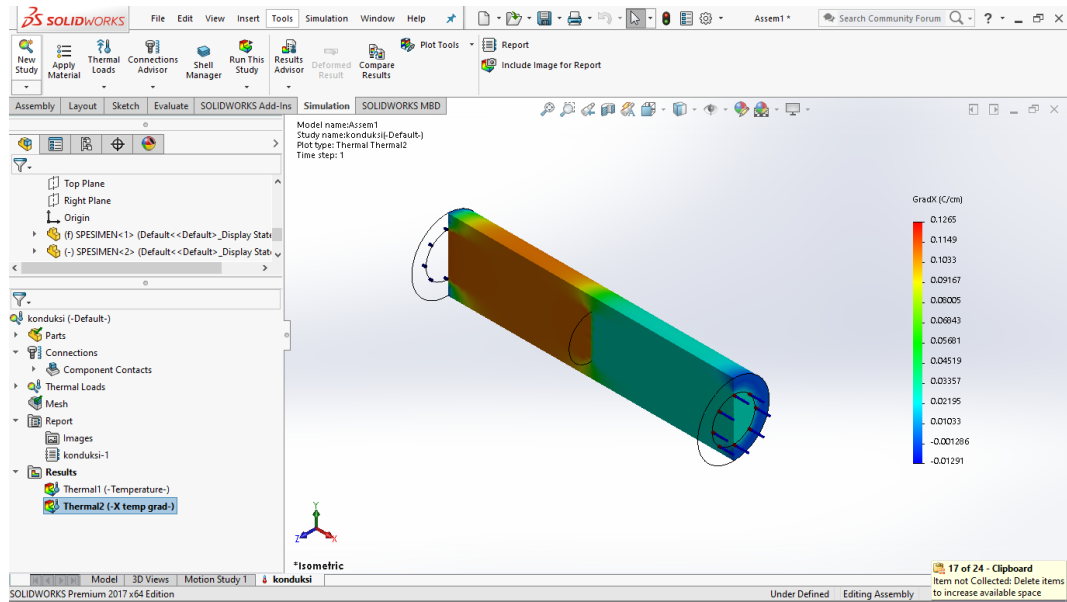 SOLIDWORKS File Edit View Insert Tools Simulation Window Help Assem1 * Search Community Forum ?
New Study
Apply Material
Thermal Loads
Connections Advisor
Shell Manager
Run This Study
Results Advisor
Deformed Result
Compare Results
Plot Tools
Report
Include Image for Report
Assembly Layout Sketch Evaluate SOLIDWORKS Add-Ins Simulation SOLIDWORKS MBD
Model name:Assem1
Study name:konduksi(-Default-)
Plot type: Thermal Thermal2
Time step: 1
Top Plane
Right Plane
Origin
(f) SPESIMEN<1> (Default<<Default>_Display State
(-) SPESIMEN<2> (Default<<Default>_Display State
konduksi (-Default-)
Parts
Connections
Component Contacts
Thermal Loads
Mesh
Report
Images
konduksi-1
Results
Thermal1 (-Temperature-)
Thermal2 (-X temp grad-)
GradX (C/cm)
0.1265
0.1149
0.1033
0.09167
0.08005
0.06843
0.05681
0.04519
0.03357
0.02195
0.01033
-0.001286
-0.01291
Y
Z
X
*Isometric
Model 3D Views Motion Study 1 konduksi
SOLIDWORKS Premium 2017 x64 Edition Under Defined Editing Assembly
17 of 24 - Clipboard
Item not Collected: Delete items
to increase available space